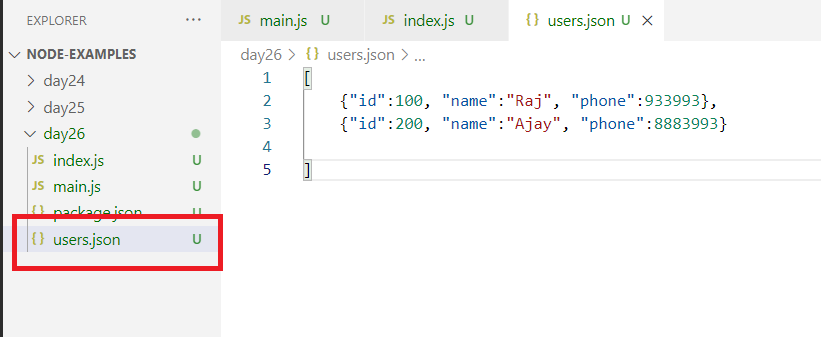 EXPLORER ...
NODE-EXAMPLES
day24
day25
day26
JS index.js U
JS main.js U
{} package.json U
{} users.json U
JS main.js U
JS index.js U
{} users.json U ×
day26 > {} users.json > ...
1 [
2 {"id":100, "name":"Raj", "phone":933993},
3 {"id":200, "name":"Ajay", "phone":8883993}
4
5 ]